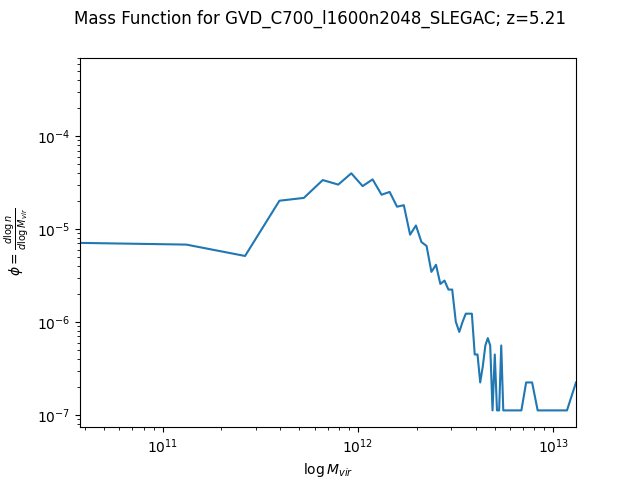 Mass Function for GVD_C700_l1600n2048_SLEGAC; z=5.21
10⁻⁴
10⁻⁵
10⁻⁶
10⁻⁷
ϕ = d log n / d log M_vir
10¹¹
10¹²
10¹³
log M_vir